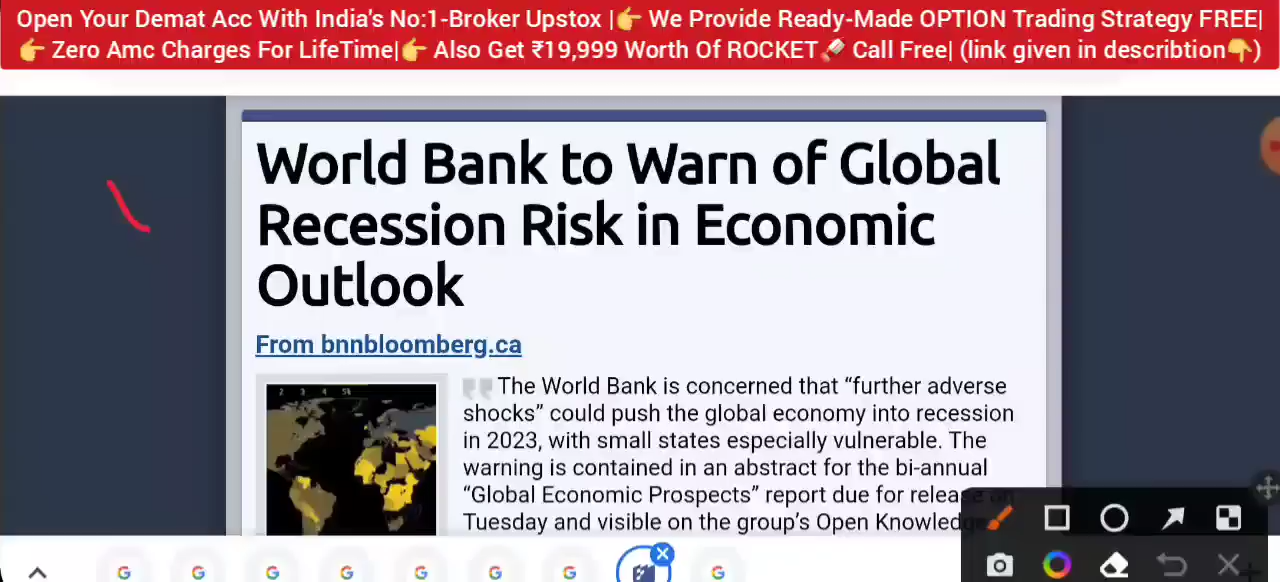 Open Your Demat Acc With India's No:1-Broker Upstox |👉 We Provide Ready-Made OPTION Trading Strategy FREE|
👉 Zero Amc Charges For LifeTime|👉 Also Get ₹19,999 Worth Of ROCKET🚀 Call Free| (link given in describtion👇)
World Bank to Warn of Global
Recession Risk in Economic
Outlook
From bnnbloomberg.ca
The World Bank is concerned that “further adverse
shocks” could push the global economy into recession
in 2023, with small states especially vulnerable. The
warning is contained in an abstract for the bi-annual
“Global Economic Prospects” report due for release on
Tuesday and visible on the group's Open Knowledge